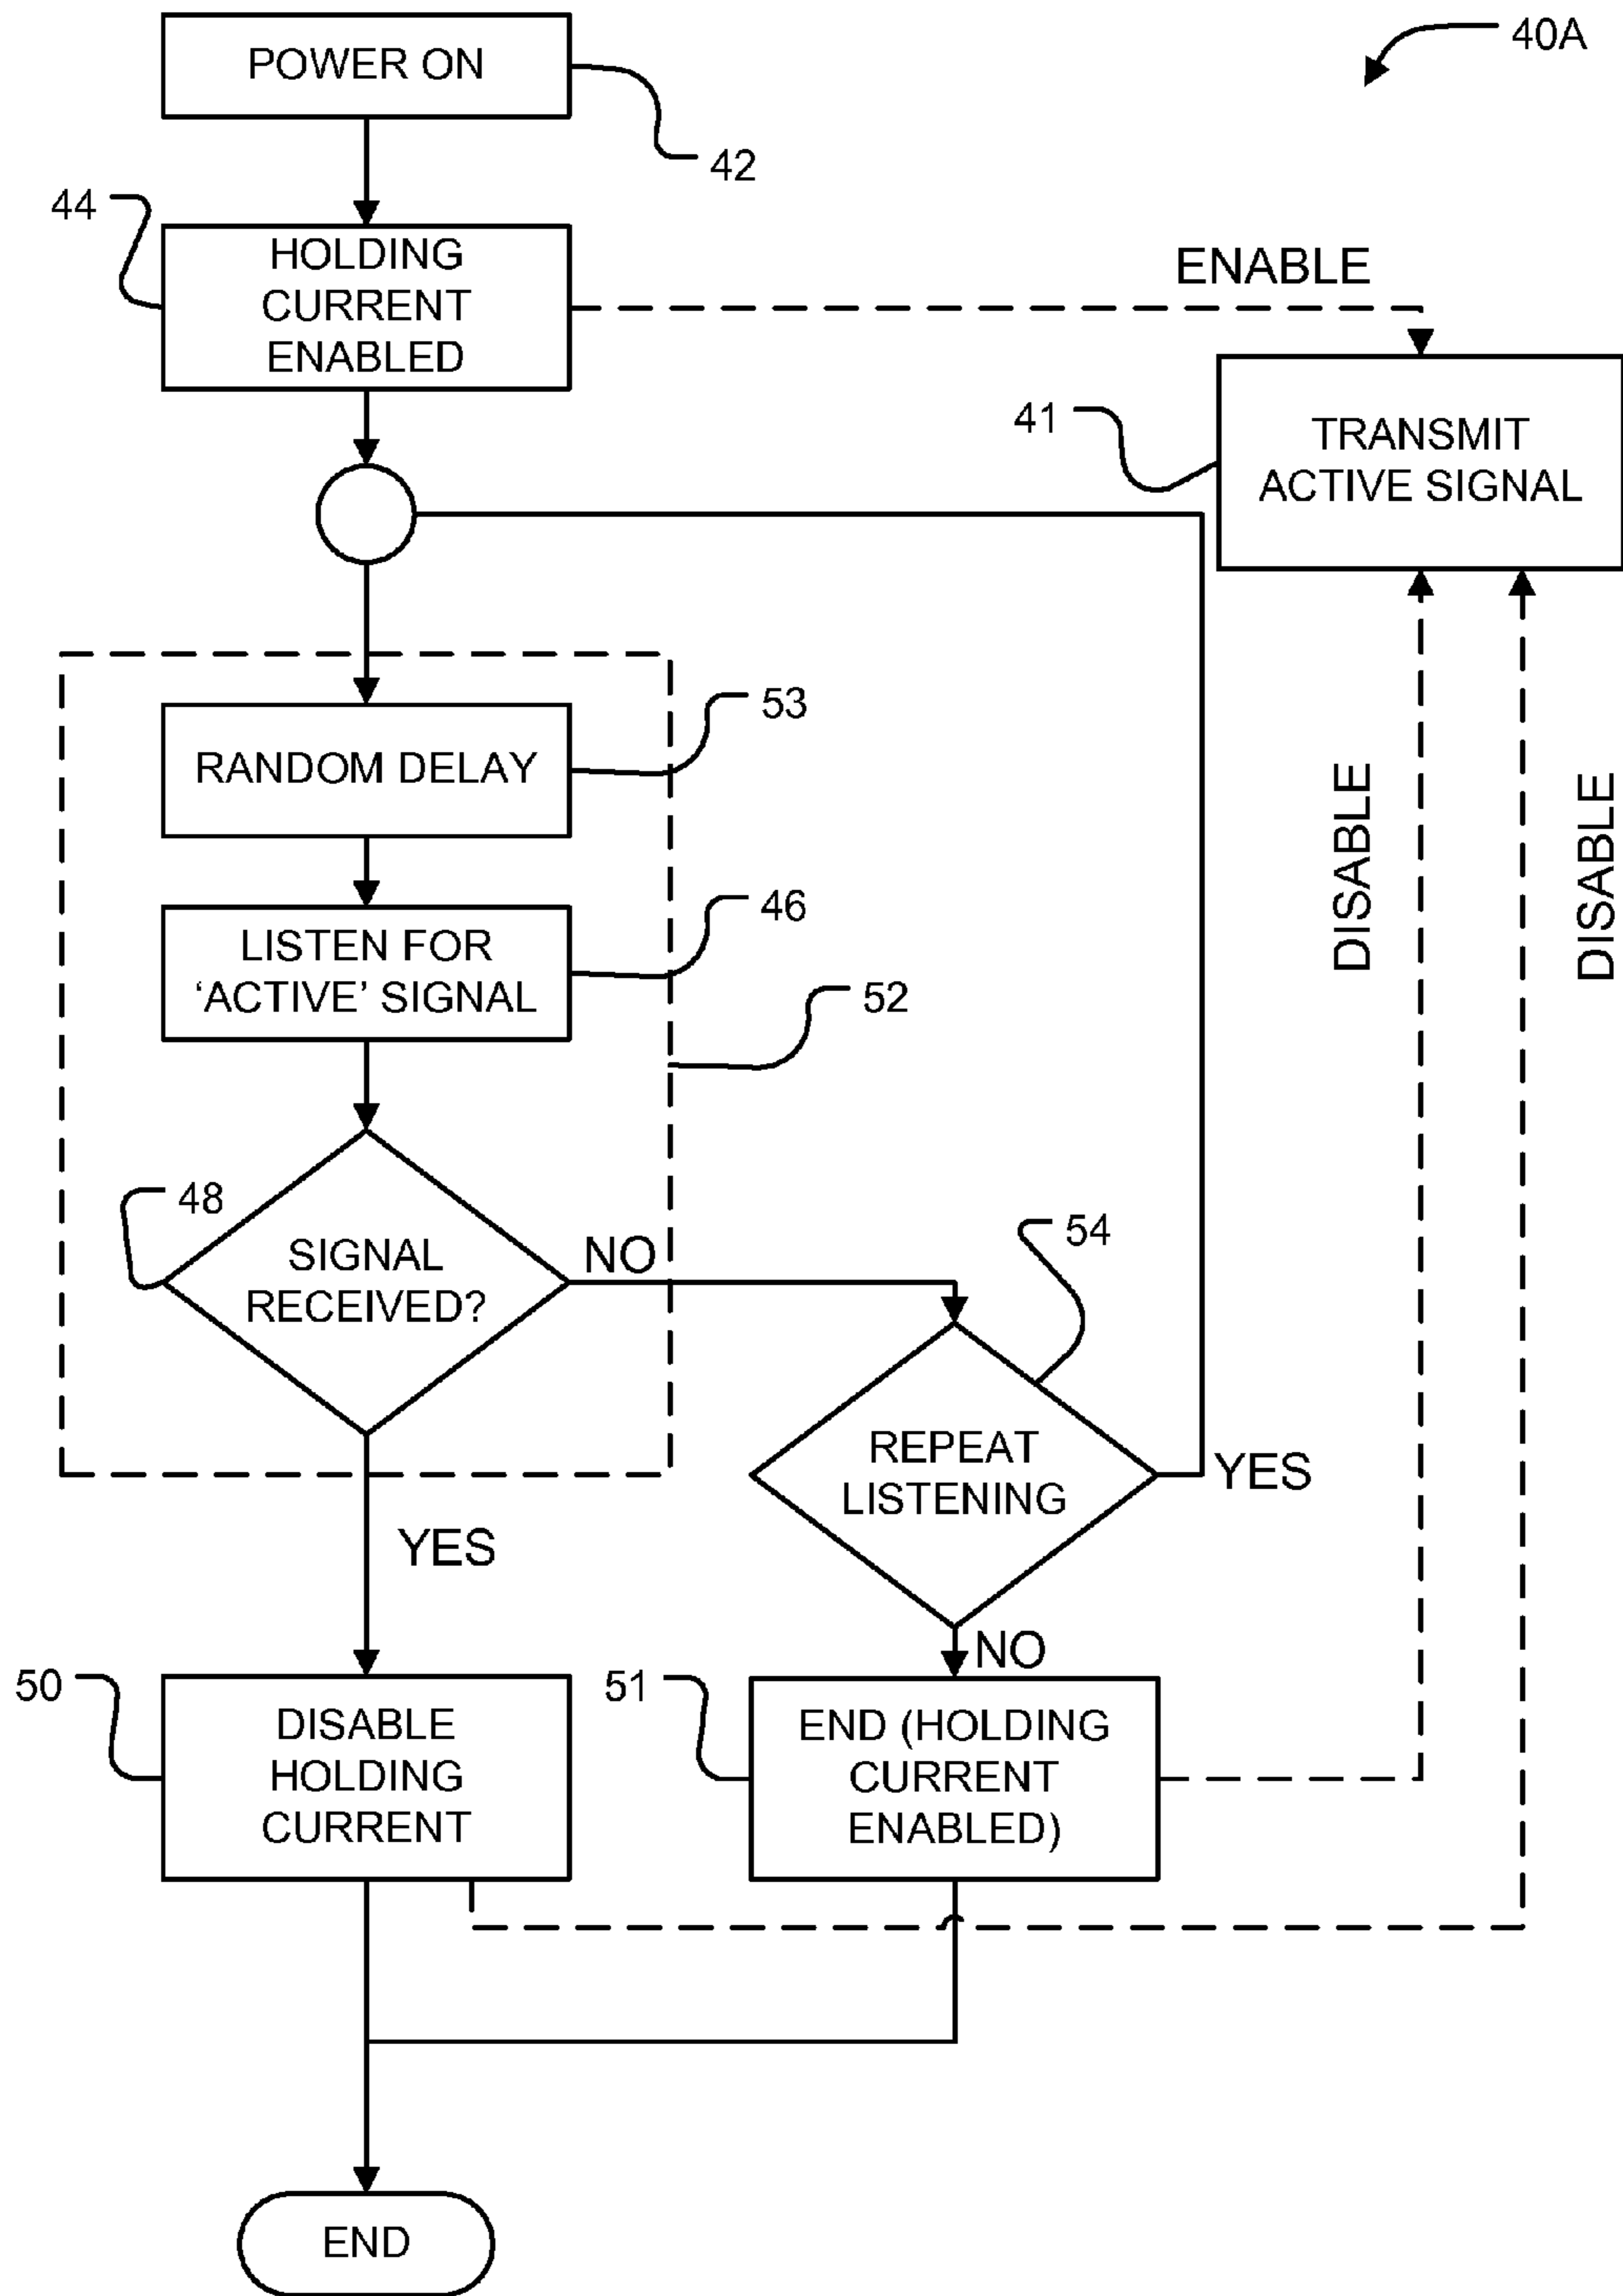 POWER ON
40A
42
44
HOLDING
CURRENT
ENABLED
ENABLE
41
TRANSMIT
ACTIVE SIGNAL
53
RANDOM DELAY
DISABLE
DISABLE
46
LISTEN FOR
‘ACTIVE’ SIGNAL
52
48
SIGNAL
RECEIVED?
NO
54
REPEAT
LISTENING
YES
YES
NO
50
DISABLE
HOLDING
CURRENT
51
END (HOLDING
CURRENT
ENABLED)
END